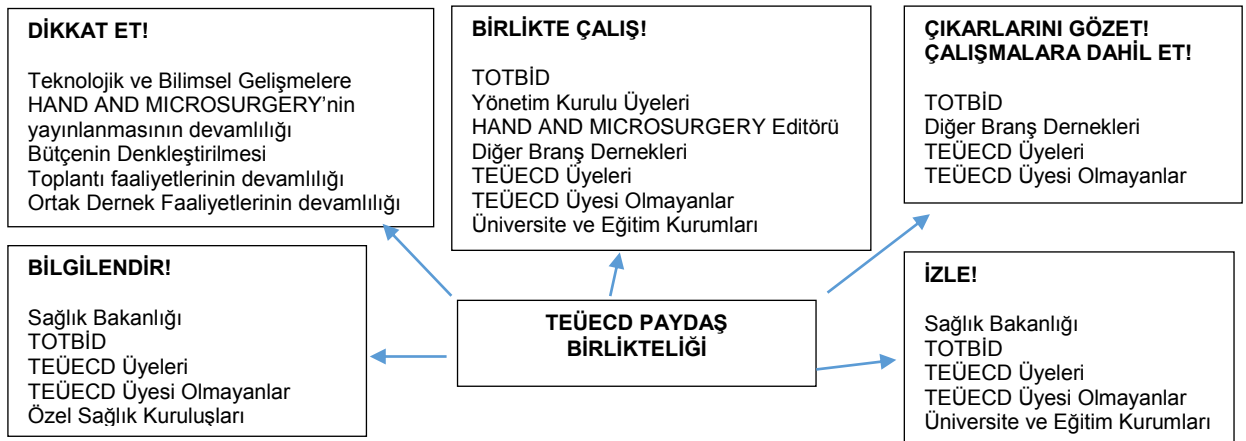 DİKKAT ET!
Teknolojik ve Bilimsel Gelişmelere
HAND AND MICROSURGERY’nin
yayınlanmasının devamlılığı
Bütçenin Denkleştirilmesi
Toplantı faaliyetlerinin devamlılığı
Ortak Dernek Faaliyetlerinin devamlılığı
BİRLİKTE ÇALIŞ!
TOTBİD
Yönetim Kurulu Üyeleri
HAND AND MICROSURGERY Editörü
Diğer Branş Dernekleri
TEÜECD Üyeleri
TEÜECD Üyesi Olmayanlar
Üniversite ve Eğitim Kurumları
ÇIKARLARINI GÖZET!
ÇALIŞMALARA DAHİL ET!
TOTBİD
Diğer Branş Dernekleri
TEÜECD Üyeleri
TEÜECD Üyesi Olmayanlar
BİLGİLENDİR!
Sağlık Bakanlığı
TOTBİD
TEÜECD Üyeleri
TEÜECD Üyesi Olmayanlar
Özel Sağlık Kuruluşları
TEÜECD PAYDAŞ
BİRLİKTELİĞİ
İZLE!
Sağlık Bakanlığı
TOTBİD
TEÜECD Üyeleri
TEÜECD Üyesi Olmayanlar
Üniversite ve Eğitim Kurumları